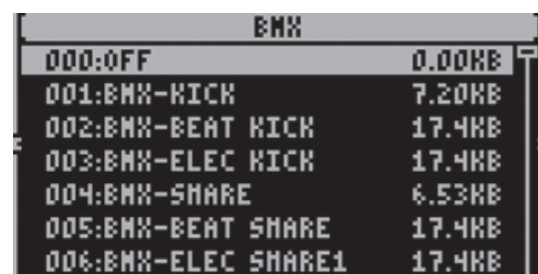 BMX
000:OFF 0.00KB
001:BMX-KICK 7.20KB
002:BMX-BEAT KICK 17.4KB
003:BMX-ELEC KICK 17.4KB
004:BMX-SNARE 6.53KB
005:BMX-BEAT SNARE 17.4KB
006:BMX-ELEC SNARE1 17.4KB